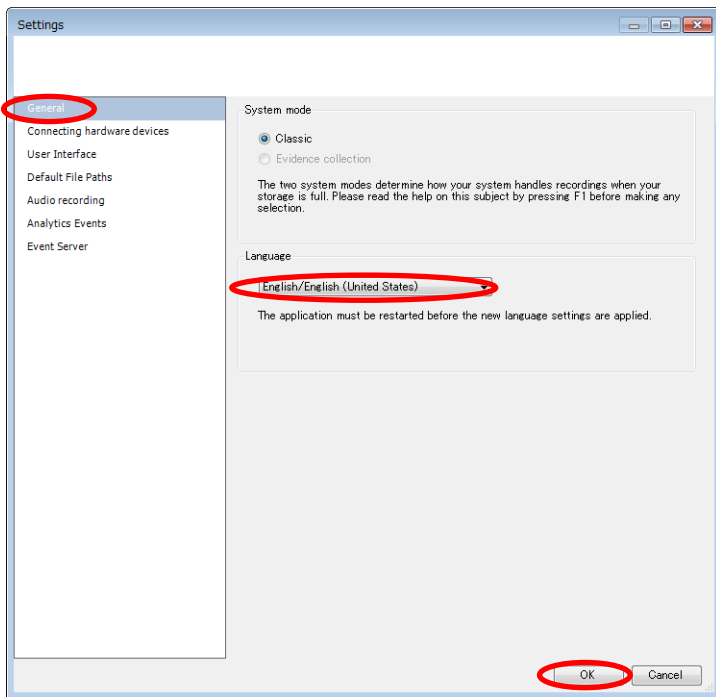 Settings
General
Connecting hardware devices
User Interface
Default File Paths
Audio recording
Analytics Events
Event Server
System mode
Classic
Evidence collection
The two system modes determine how your system handles recordings when your
storage is full. Please read the help on this subject by pressing F1 before making any
selection.
Language
English/English (United States)
The application must be restarted before the new language settings are applied.
OK
Cancel